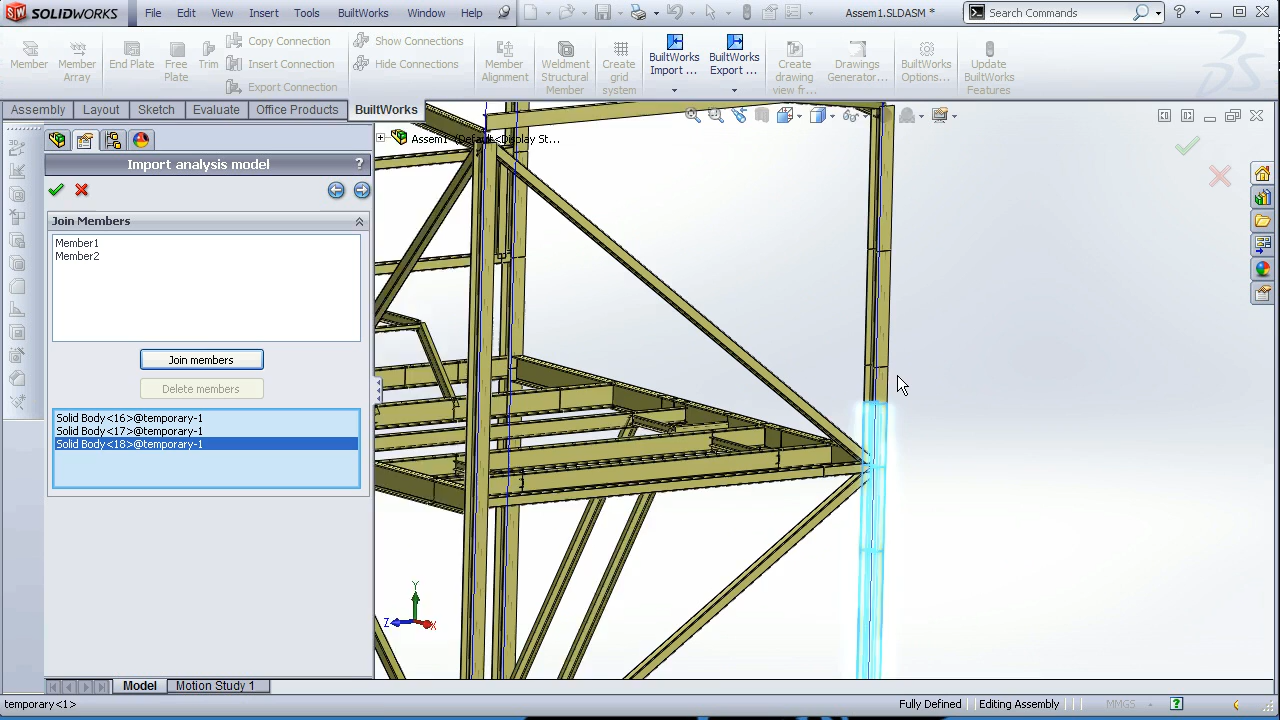 SOLIDWORKS File Edit View Insert Tools BuiltWorks Window Help Assem1.SLDASM * Search Commands ?
Member
Member Array
End Plate
Free Plate
Trim
Copy Connection
Insert Connection
Export Connection
Show Connections
Hide Connections
Member Alignment
Weldment Structural Member
Create grid system
BuiltWorks Import ...
BuiltWorks Export ...
Create drawing view fr...
Drawings Generator...
BuiltWorks Options...
Update BuiltWorks Features
Assembly Layout Sketch Evaluate Office Products BuiltWorks
Assem1 (Default<Display St...
Import analysis model ?
Join Members
Member1
Member2
Join members
Delete members
Solid Body<16>@temporary-1
Solid Body<17>@temporary-1
Solid Body<18>@temporary-1
Y
Z
X
Model Motion Study 1
temporary<1> Fully Defined Editing Assembly MMGS ?